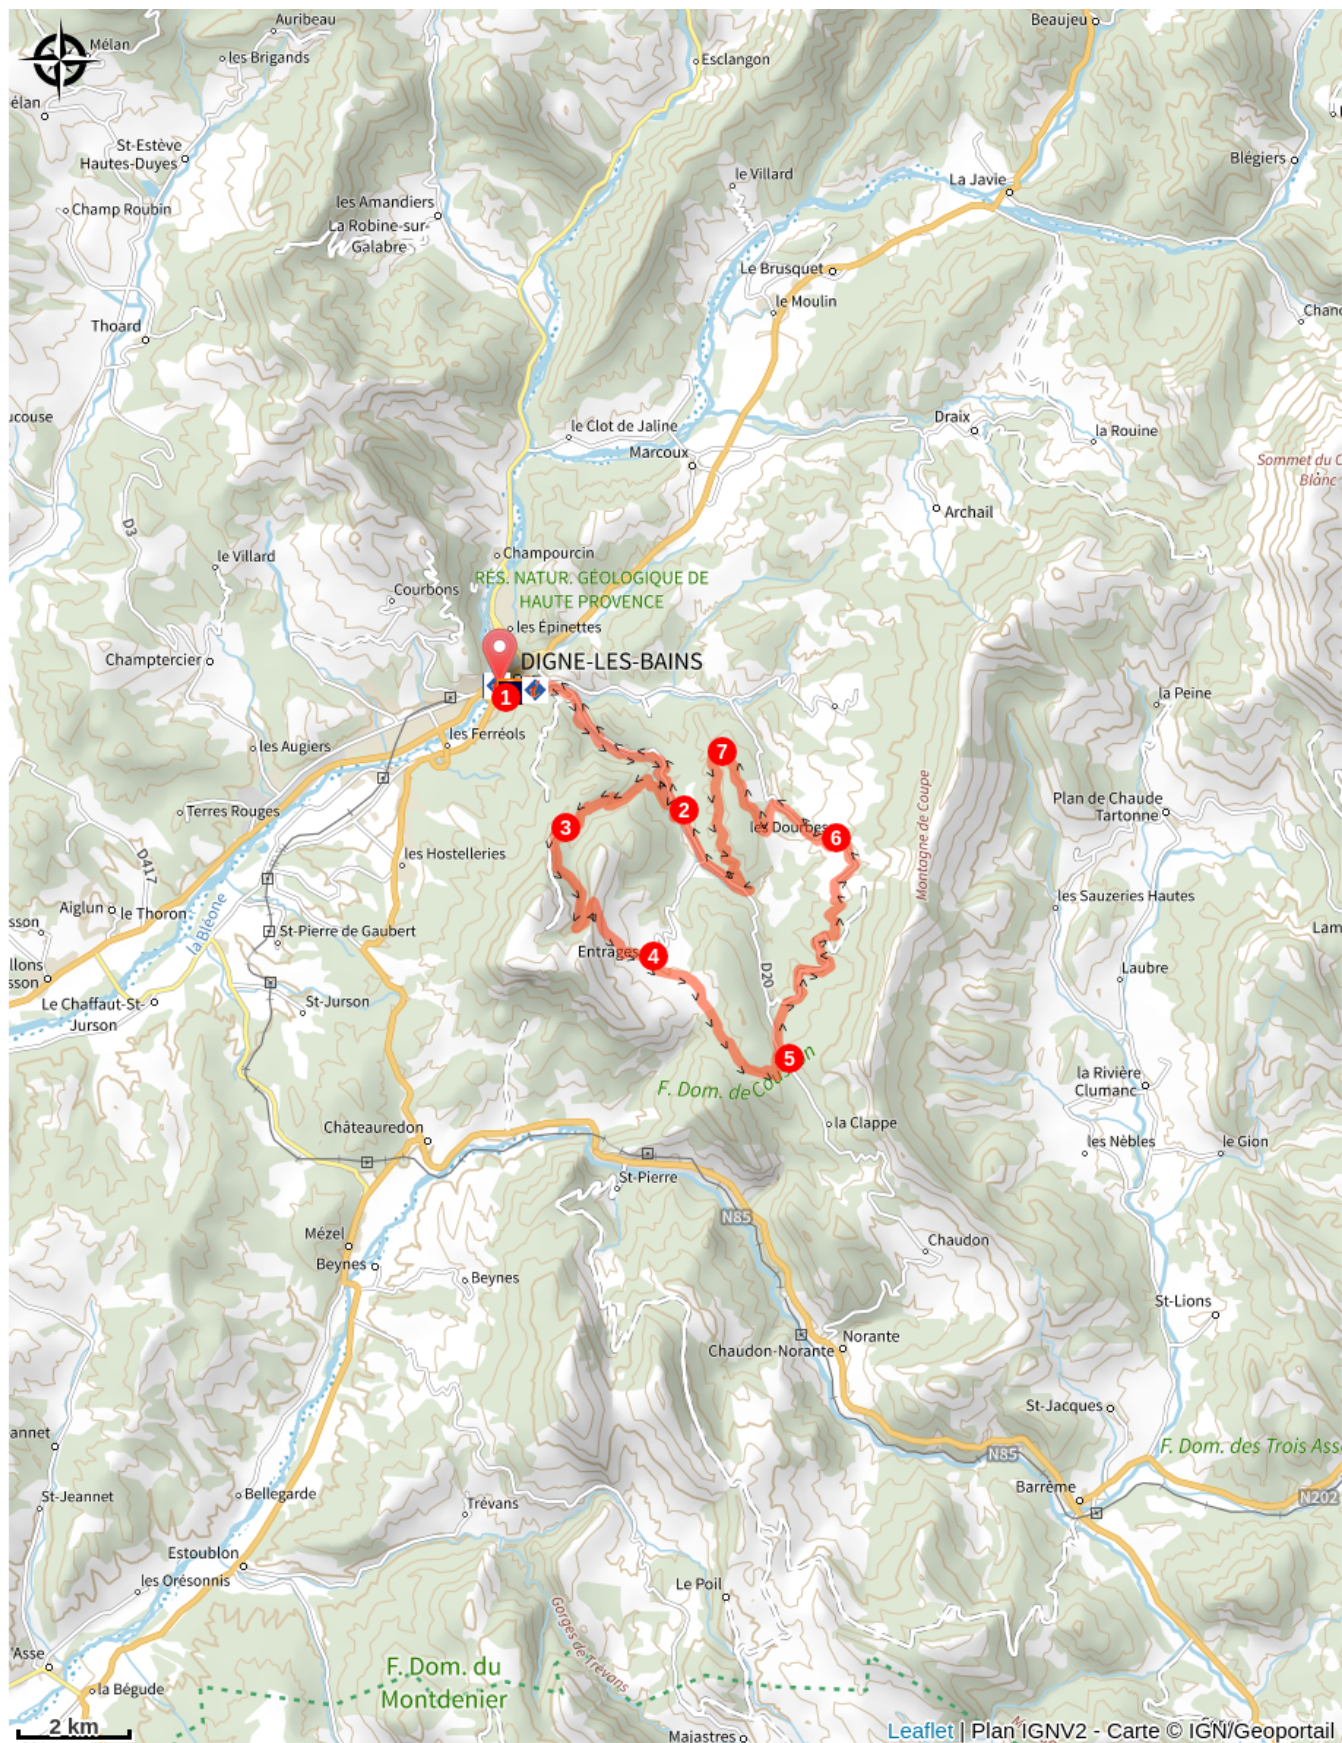 Auribeau
Beaujeu
Mélan
les Brigands
Esclangon
élan
St-Estève
Hautes-Duyes
Blégiers
le Villard
La Javie
les Amandiers
Champ Roubin
La Robine-sur-
Galabre
Le Brusquet
le Moulin
Thoard
Chanc
ucouse
Draix
le Clot de Jaline
la Rouine
Marcoux
Sommet du C
Blanc
Archail
D3
le Villard
Champourcin
RÉS. NATUR. GÉOLOGIQUE DE
HAUTE PROVENCE
Courbons
les Épinettes
Champtercier
DIGNE-LES-BAINS
la Peine
1
les Ferréols
les Augiers
7
Montagne de Coupe
Plan de Chaude
Tartonne
Terres Rouges
2
3
les Dourbes
6
les Hostelleries
D417
les Sauzeries Hautes
Aiglun
le Thoron
sson
la Bléone
St-Pierre de Gaubert
Lam
Entrages
4
llons
sson
D20
Laubre
Le Chaffaut-St-
Jurson
St-Jurson
5
la Rivière
Clumanc
F. Dom. de Cousson
Châteauredon
la Clappe
les Nèbles
le Gion
St-Pierre
N85
Mézel
Chaudon
Beynes
Beynes
St-Lions
Norante
Chaudon-Norante
St-Jacques
annet
F. Dom. des Trois Ass
N85
Barrême
St-Jeannet
Bellegarde
Trévans
N202
Estoublon
les Orésonnis
Le Poil
Gorges de Trévans
'Asse
F. Dom. du
Montdenier
la Bégude
2 km
Majastres
Leaflet | Plan IGNV2 - Carte © IGN/Geoportail